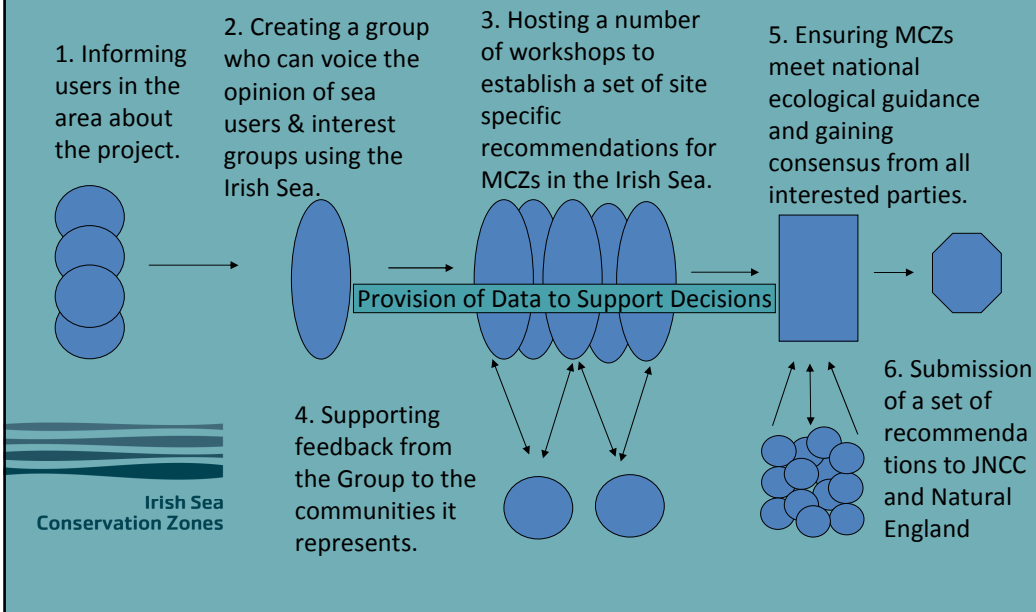 1. Informing
users in the
area about
the project.
2. Creating a group
who can voice the
opinion of sea
users & interest
groups using the
Irish Sea.
3. Hosting a number
of workshops to
establish a set of site
specific
recommendations for
MCZs in the Irish Sea.
5. Ensuring MCZs
meet national
ecological guidance
and gaining
consensus from all
interested parties.
Provision of Data to Support Decisions
4. Supporting
feedback from
the Group to the
communities it
represents.
6. Submission
of a set of
recommenda
tions to JNCC
and Natural
England
Irish Sea
Conservation Zones